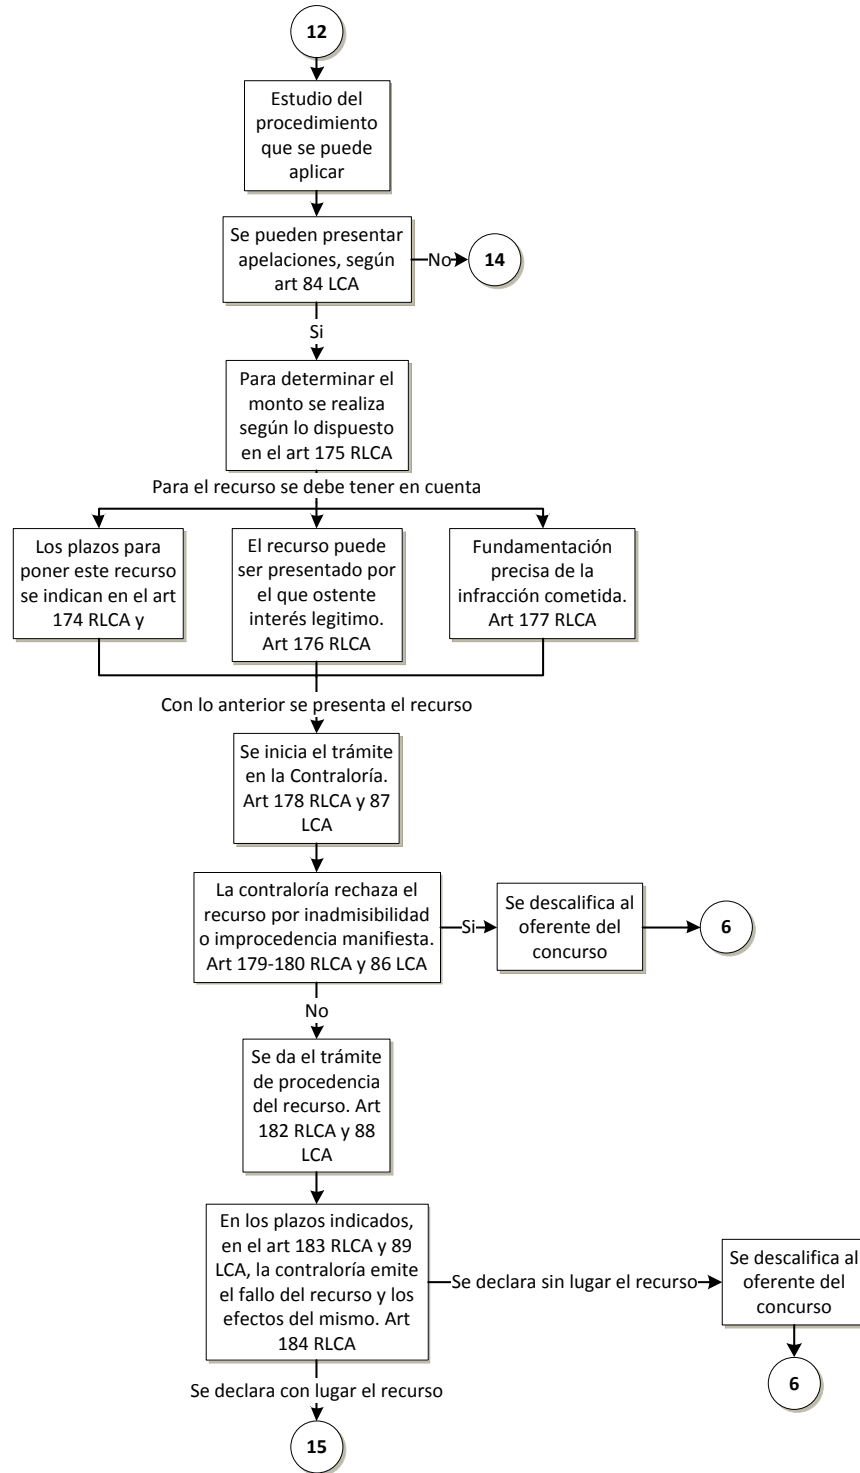 12
Estudio del
procedimiento
que se puede
aplicar
Se pueden presentar
apelaciones, según
art 84 LCA
No
14
Si
Para determinar el
monto se realiza
según lo dispuesto
en el art 175 RLCA
Para el recurso se debe tener en cuenta
Los plazos para
poner este recurso
se indican en el art
174 RLCA y
El recurso puede
ser presentado por
el que ostente
interés legitimo.
Art 176 RLCA
Fundamentación
precisa de la
infracción cometida.
Art 177 RLCA
Con lo anterior se presenta el recurso
Se inicia el trámite
en la Contraloría.
Art 178 RLCA y 87
LCA
La contraloría rechaza el
recurso por inadmisibilidad
o improcedencia manifiesta.
Art 179-180 RLCA y 86 LCA
Si
Se descalifica al
oferente del
concurso
6
No
Se da el trámite
de procedencia
del recurso. Art
182 RLCA y 88
LCA
En los plazos indicados,
en el art 183 RLCA y 89
LCA, la contraloría emite
el fallo del recurso y los
efectos del mismo. Art
184 RLCA
Se declara sin lugar el recurso
Se descalifica al
oferente del
concurso
6
Se declara con lugar el recurso
15